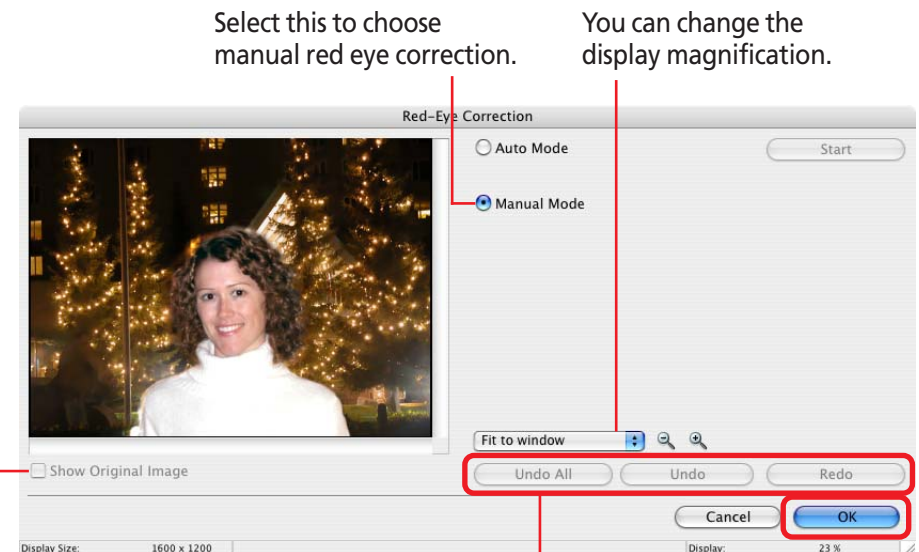 Select this to choose
manual red eye correction.
You can change the
display magnification.
Red-Eye Correction
Auto Mode
Start
Manual Mode
Fit to window
Show Original Image
Undo All
Undo
Redo
Cancel
OK
Display Size: 1600 x 1200
Display: 23 %